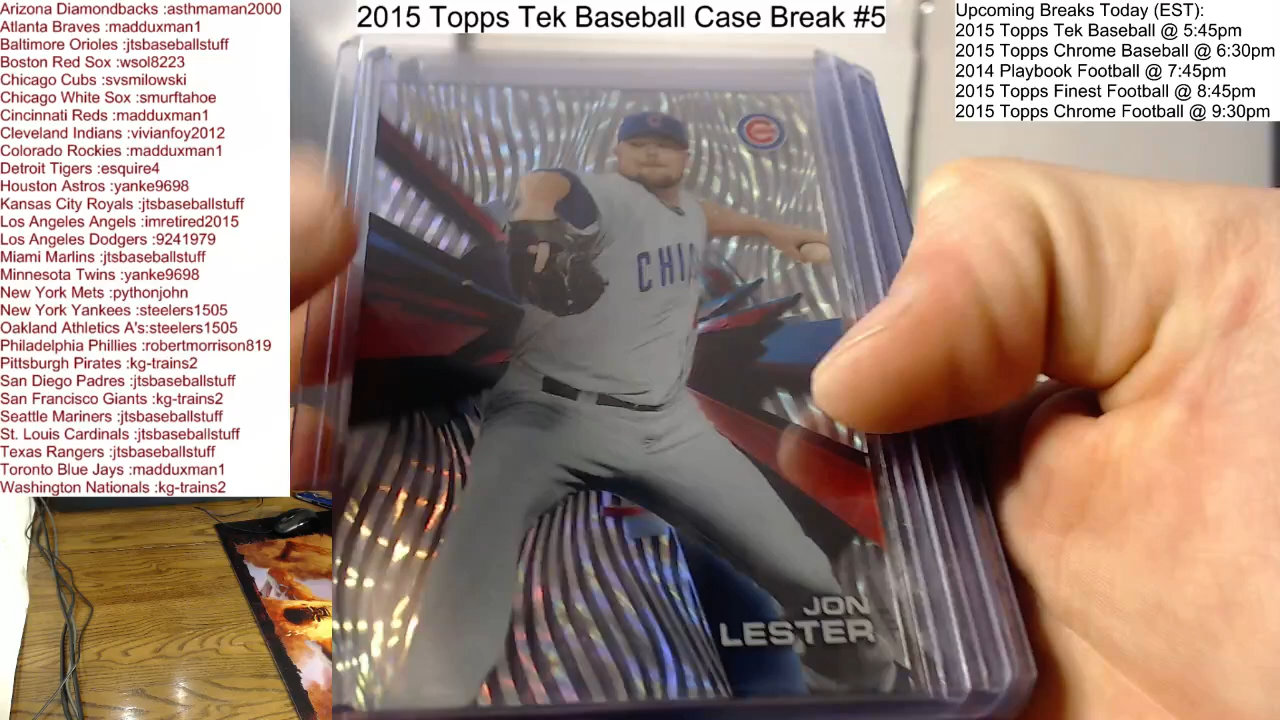 Arizona Diamondbacks :asthmaman2000
Atlanta Braves :madduxman1
Baltimore Orioles :jtsbaseballstuff
Boston Red Sox :wsol8223
Chicago Cubs :svsmilowski
Chicago White Sox :smurftahoe
Cincinnati Reds :madduxman1
Cleveland Indians :vivianfoy2012
Colorado Rockies :madduxman1
Detroit Tigers :esquire4
Houston Astros :yanke9698
Kansas City Royals :jtsbaseballstuff
Los Angeles Angels :imretired2015
Los Angeles Dodgers :9241979
Miami Marlins :jtsbaseballstuff
Minnesota Twins :yanke9698
New York Mets :pythonjohn
New York Yankees :steelers1505
Oakland Athletics A's:steelers1505
Philadelphia Phillies :robertmorrison819
Pittsburgh Pirates :kg-trains2
San Diego Padres :jtsbaseballstuff
San Francisco Giants :kg-trains2
Seattle Mariners :jtsbaseballstuff
St. Louis Cardinals :jtsbaseballstuff
Texas Rangers :jtsbaseballstuff
Toronto Blue Jays :madduxman1
Washington Nationals :kg-trains2
2015 Topps Tek Baseball Case Break #5
Upcoming Breaks Today (EST):
2015 Topps Tek Baseball @ 5:45pm
2015 Topps Chrome Baseball @ 6:30pm
2014 Playbook Football @ 7:45pm
2015 Topps Finest Football @ 8:45pm
2015 Topps Chrome Football @ 9:30pm
C
CHI
JON
LESTER